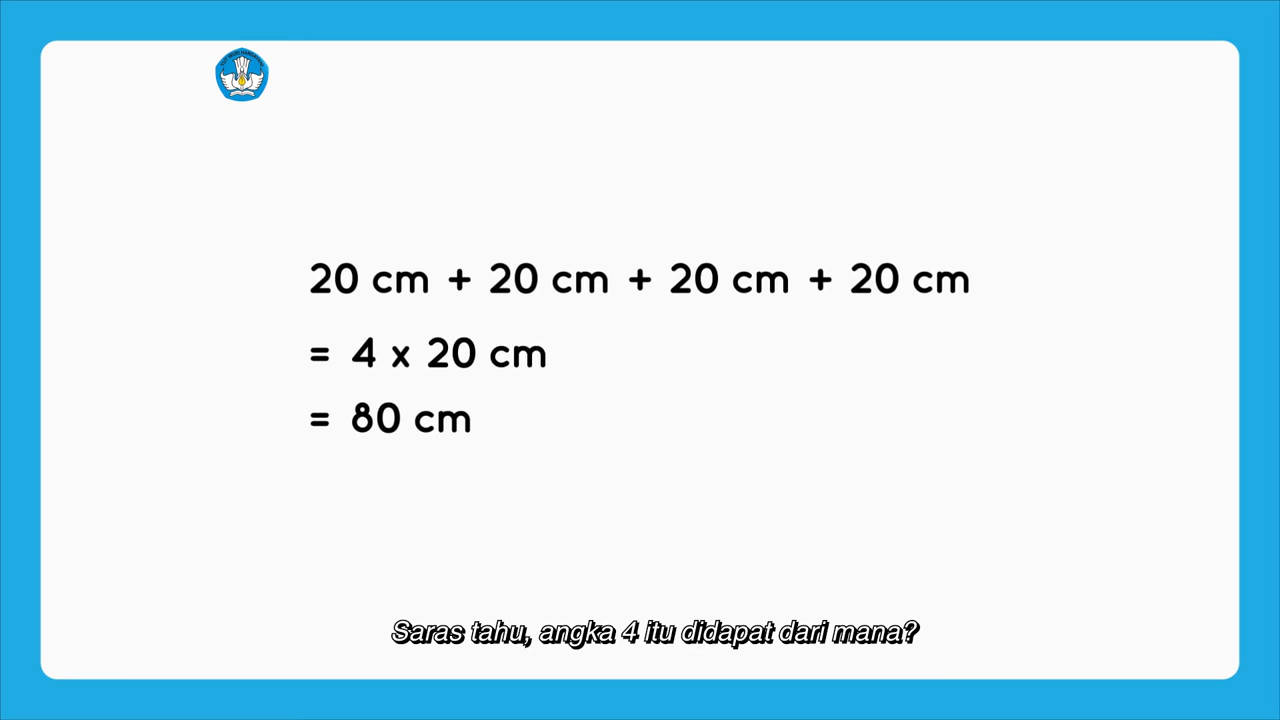 20 cm + 20 cm + 20 cm + 20 cm
= 4 x 20 cm
= 80 cm
Saras tahu, angka 4 itu didapat dari mana?